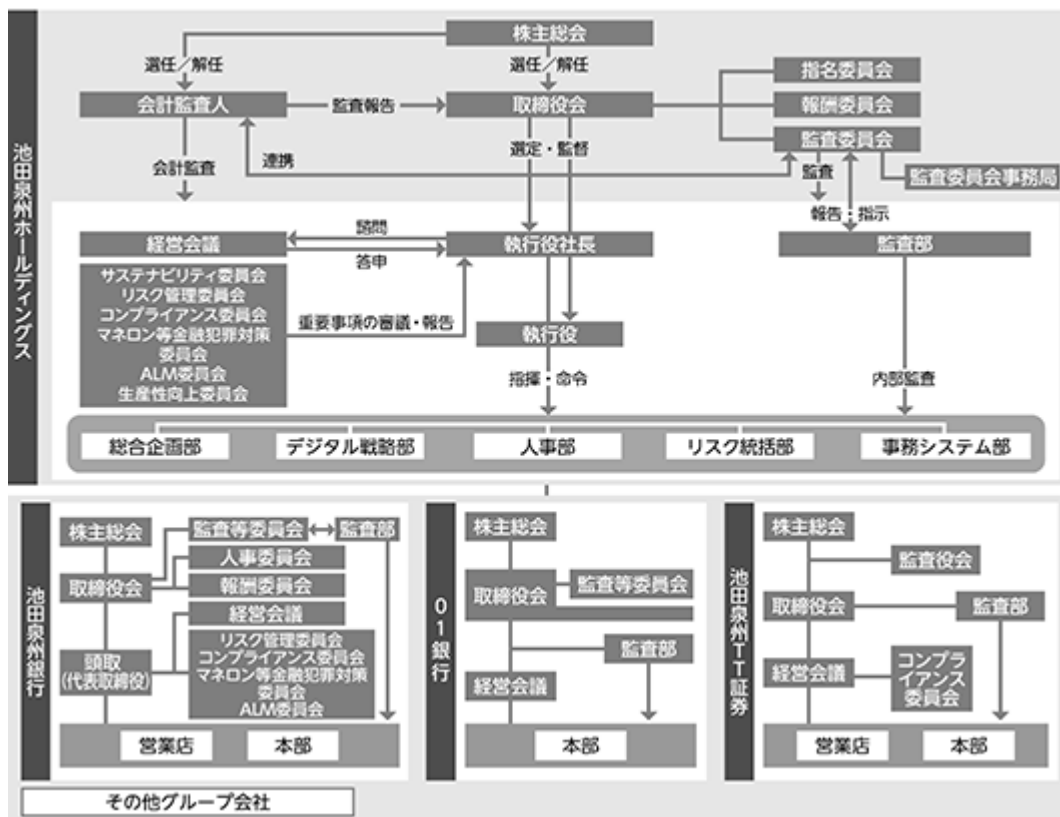 株主総会
選任／解任
選任／解任
指名委員会
会計監査人
監査報告
取締役会
報酬委員会
監査委員会
会計監査
連携
選定・監督
監査
監査委員会事務局
報告・指示
池田泉州ホールディングス
経営会議
諮問
答申
執行役社長
監査部
サステナビリティ委員会
リスク管理委員会
コンプライアンス委員会
マネロン等金融犯罪対策
委員会
ALM委員会
生産性向上委員会
重要事項の審議・報告
執行役
指揮・命令
内部監査
総合企画部
デジタル戦略部
人事部
リスク統括部
事務システム部
池田泉州銀行
株主総会
監査等委員会
監査部
人事委員会
取締役会
報酬委員会
経営会議
頭取
(代表取締役)
リスク管理委員会
コンプライアンス委員会
マネロン等金融犯罪対策
委員会
ALM委員会
営業店
本部
01銀行
株主総会
取締役会
監査等委員会
監査部
経営会議
本部
池田泉州TT証券
株主総会
監査役会
取締役会
監査部
経営会議
コンプラ
イアンス
委員会
営業店
本部
その他グループ会社